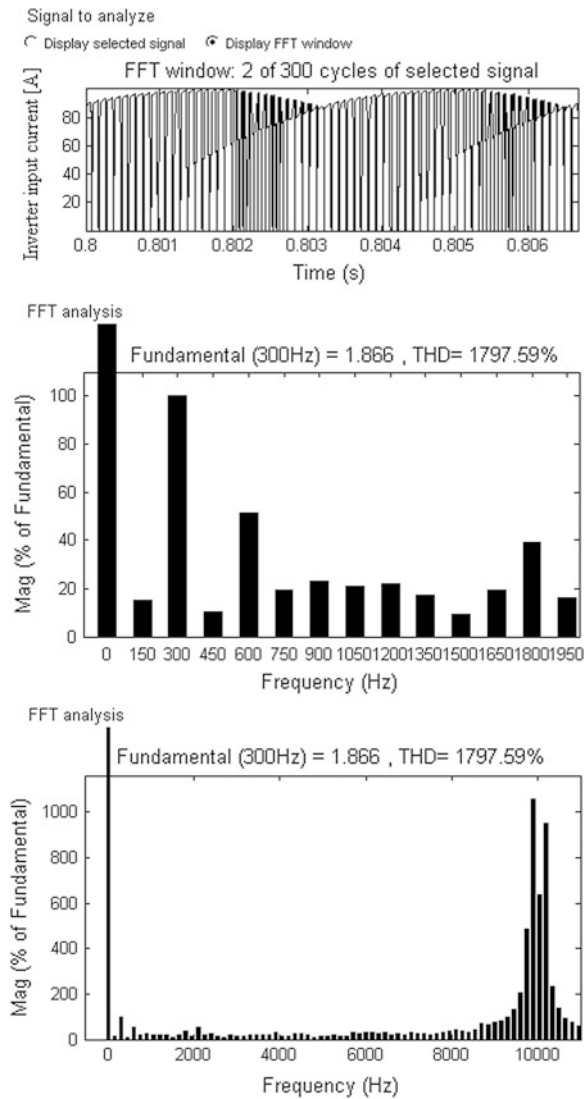 Signal to analyze
Display selected signal Display FFT window
FFT window: 2 of 300 cycles of selected signal
Inverter input current [A]
80
60
40
20
0.8 0.801 0.802 0.803 0.804 0.805 0.806
Time (s)
FFT analysis
Fundamental (300Hz) = 1.866 , THD= 1797.59%
Mag (% of Fundamental)
100
80
60
40
20
0
0 150 300 450 600 750 900 1050 1200 1350 1500 1650 1800 1950
Frequency (Hz)
FFT analysis
Fundamental (300Hz) = 1.866 , THD= 1797.59%
Mag (% of Fundamental)
1000
800
600
400
200
0
0 2000 4000 6000 8000 10000
Frequency (Hz)